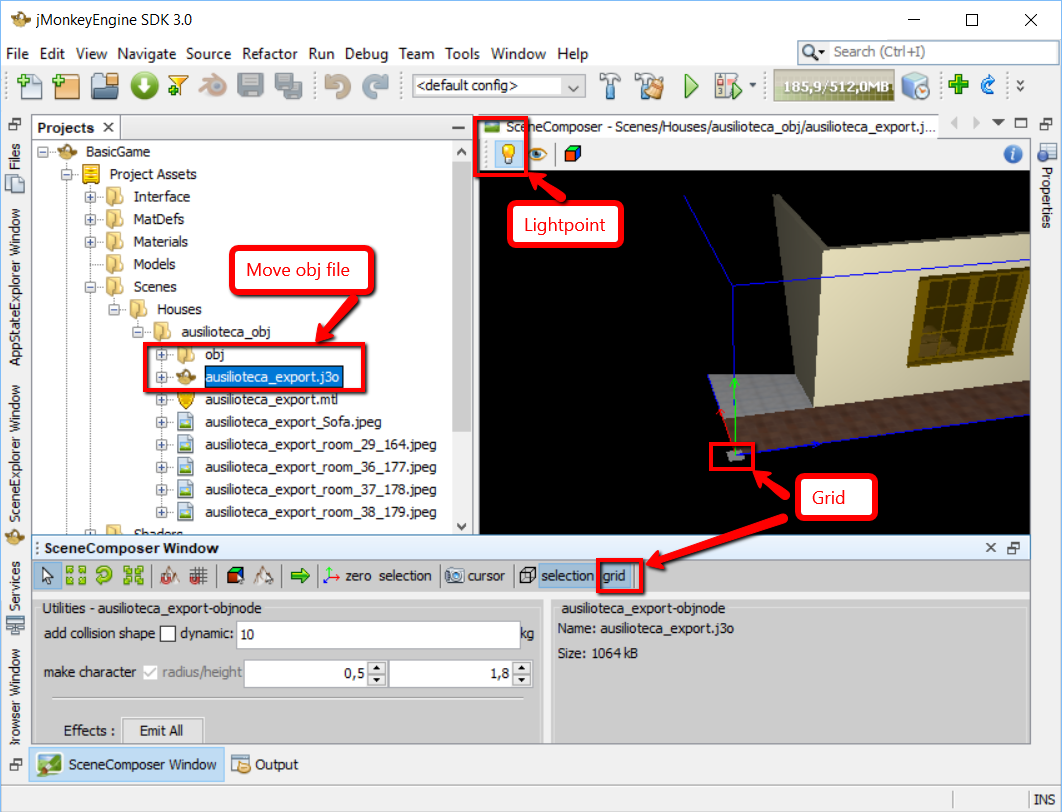 jMonkeyEngine SDK 3.0
File Edit View Navigate Source Refactor Run Debug Team Tools Window Help
Search (Ctrl+I)
<default config>
185,9/512,0MB
Projects
Files
AppStateExplorer Window
SceneExplorer Window
Services
Browser Window
BasicGame
Project Assets
Interface
MatDefs
Materials
Models
Scenes
Houses
ausilioteca_obj
obj
ausilioteca_export.j3o
ausilioteca_export.mtl
ausilioteca_export_Sofa.jpeg
ausilioteca_export_room_29_164.jpeg
ausilioteca_export_room_36_177.jpeg
ausilioteca_export_room_37_178.jpeg
ausilioteca_export_room_38_179.jpeg
Shaders
Move obj file
SceneComposer - Scenes/Houses/ausilioteca_obj/ausilioteca_export.j...
Lightpoint
Grid
Properties
SceneComposer Window
zero selection cursor selection grid
Utilities - ausilioteca_export-objnode
add collision shape dynamic: 10 kg
make character radius/height 0,5 1,8
Effects : Emit All
ausilioteca_export-objnode
Name: ausilioteca_export.j3o
Size: 1064 kB
SceneComposer Window Output
INS